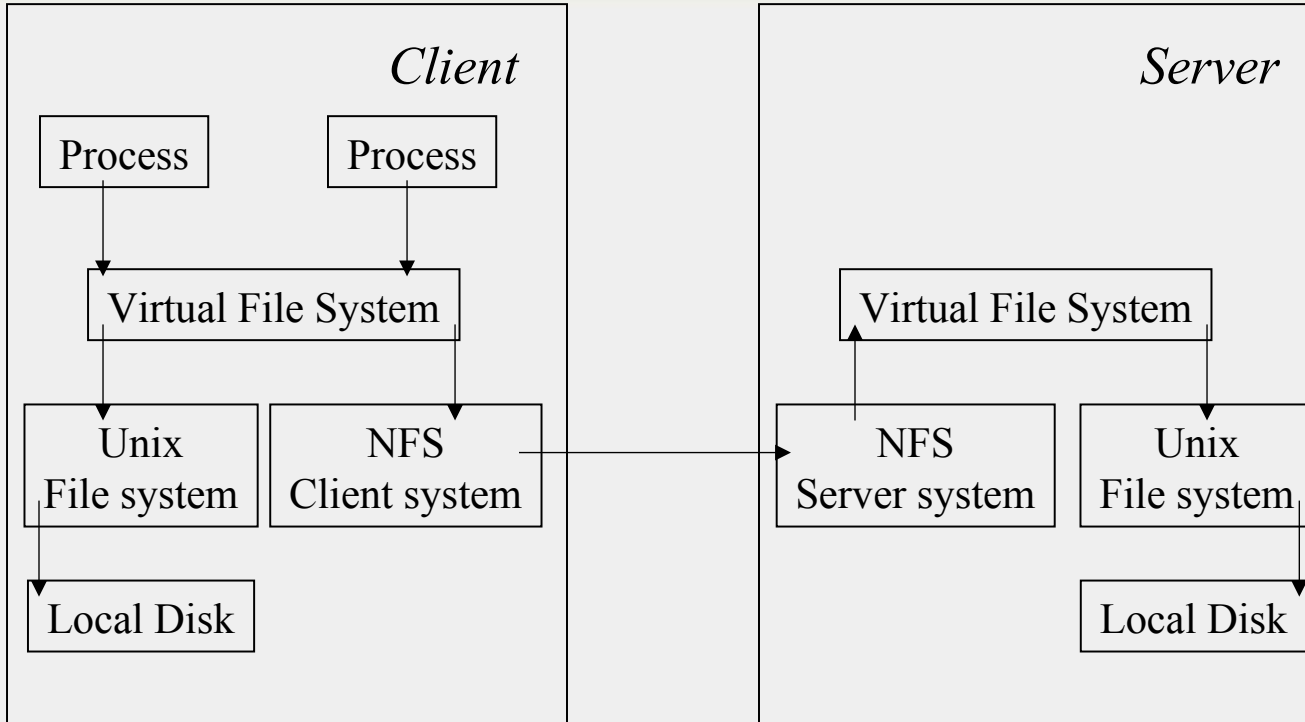 Client
Process
Process
Virtual File System
Unix
File system
NFS
Client system
Local Disk
Server
Virtual File System
NFS
Server system
Unix
File system
Local Disk